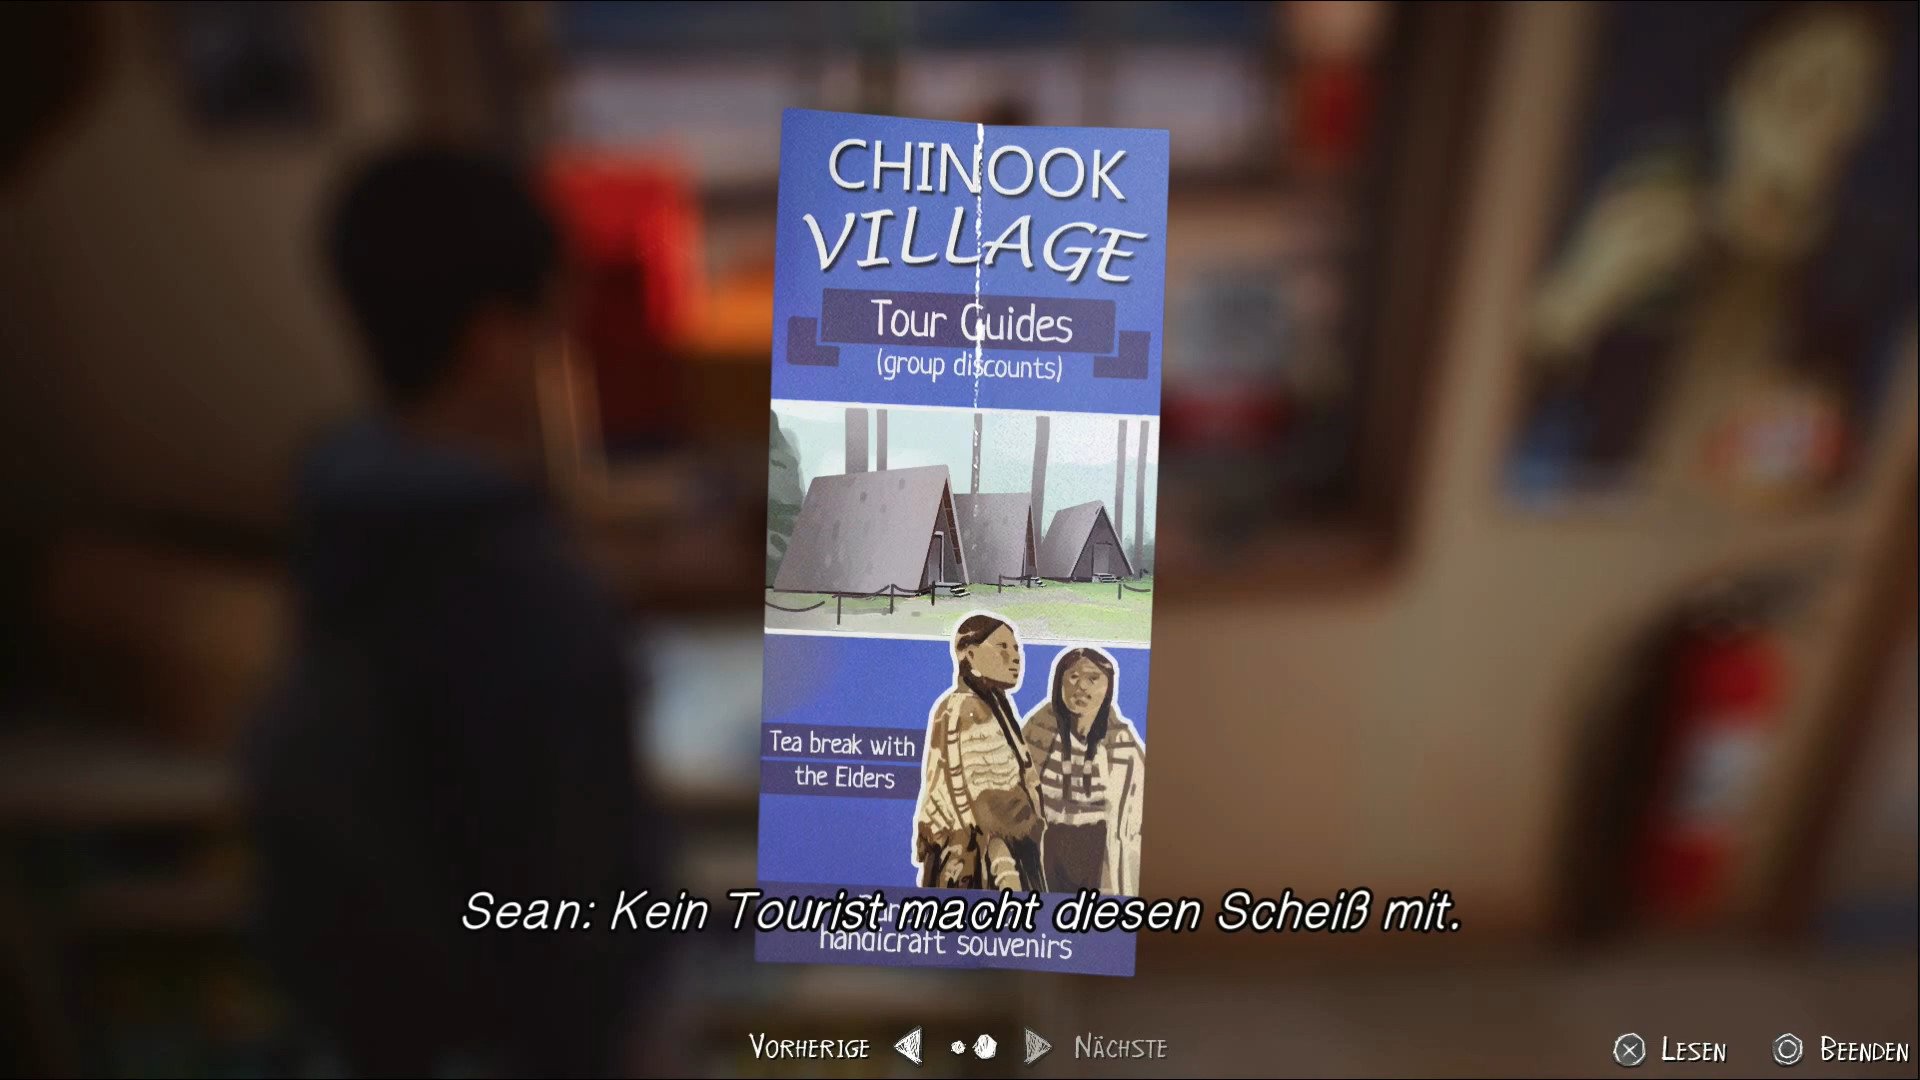 CHINOOK
VILLAGE
Tour Guides
(group discounts)
Tea break with
the Elders
Sean: Kein Tourist macht diesen Scheiß mit.
handicraft souvenirs
VORHERIGE
NÄCHSTE
LESEN
BEENDEN